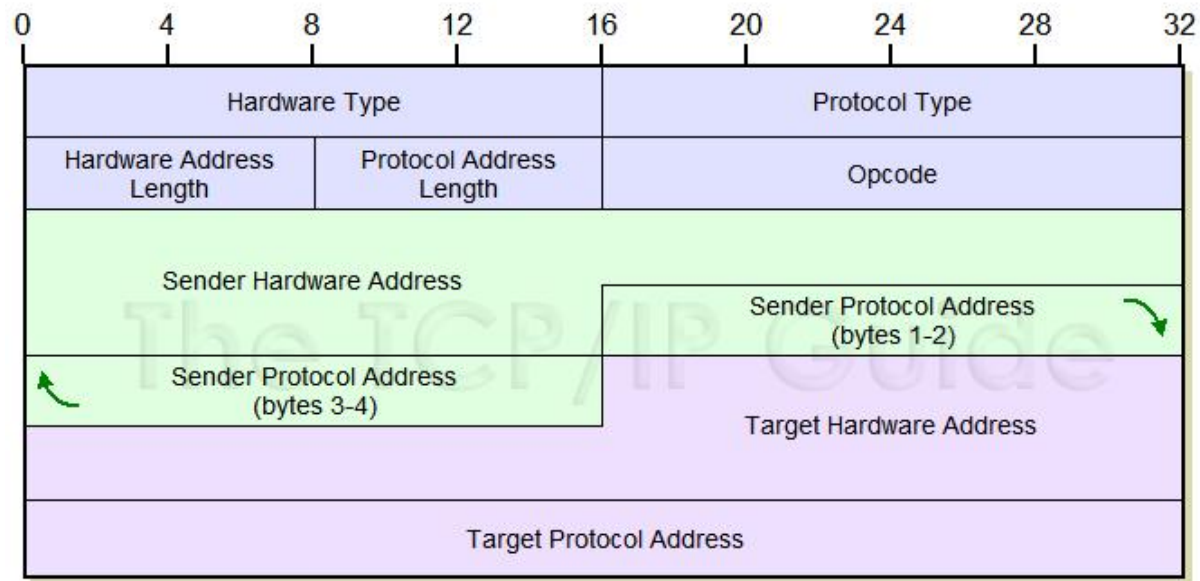 0 4 8 12 16 20 24 28 32
Hardware Type Protocol Type
Hardware Address
Length
Protocol Address
Length
Opcode
Sender Hardware Address
Sender Protocol Address
(bytes 1-2)
Sender Protocol Address
(bytes 3-4)
Target Hardware Address
Target Protocol Address
The TCP/IP Guide